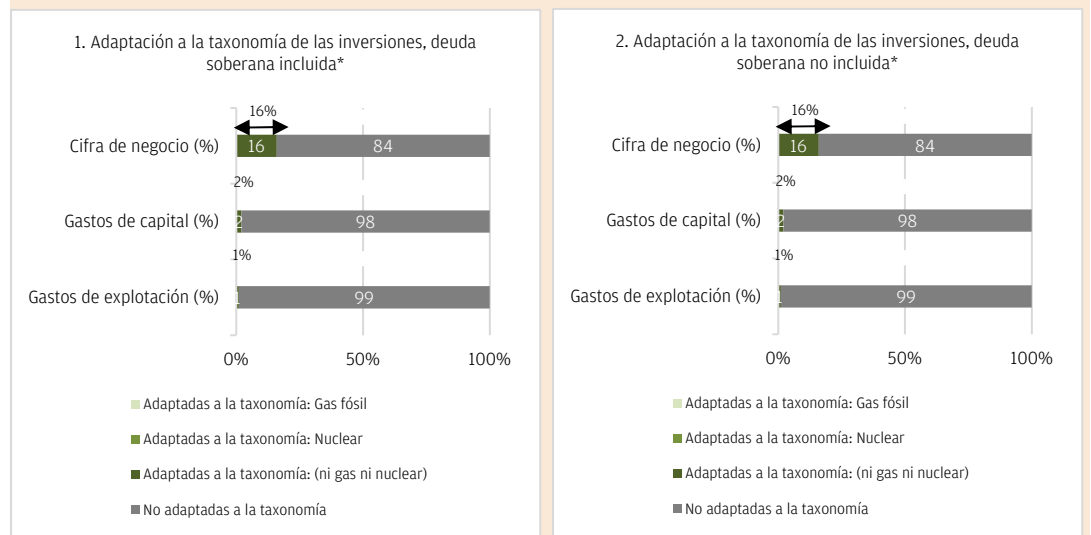 1. Adaptación a la taxonomía de las inversiones, deuda
soberana incluida*
16%
Cifra de negocio (%)
16
84
2%
Gastos de capital (%)
2
98
1%
Gastos de explotación (%)
1
99
0%
50%
100%
Adaptadas a la taxonomía: Gas fósil
Adaptadas a la taxonomía: Nuclear
Adaptadas a la taxonomía: (ni gas ni nuclear)
No adaptadas a la taxonomía
2. Adaptación a la taxonomía de las inversiones, deuda
soberana no incluida*
16%
Cifra de negocio (%)
16
84
2%
Gastos de capital (%)
2
98
1%
Gastos de explotación (%)
1
99
0%
50%
100%
Adaptadas a la taxonomía: Gas fósil
Adaptadas a la taxonomía: Nuclear
Adaptadas a la taxonomía: (ni gas ni nuclear)
No adaptadas a la taxonomía